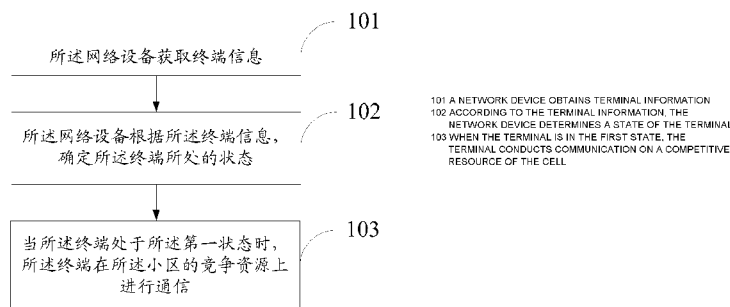 101
所述网络设备获取终端信息
102
所述网络设备根据所述终端信息，
确定所述终端所处的状态
103
当所述终端处于所述第一状态时，
所述终端在所述小区的竞争资源上
进行通信
101 A NETWORK DEVICE OBTAINS TERMINAL INFORMATION
102 ACCORDING TO THE TERMINAL INFORMATION, THE
NETWORK DEVICE DETERMINES A STATE OF THE TERMINAL
103 WHEN THE TERMINAL IS IN THE FIRST STATE, THE
TERMINAL CONDUCTS COMMUNICATION ON A COMPETITIVE
RESOURCE OF THE CELL